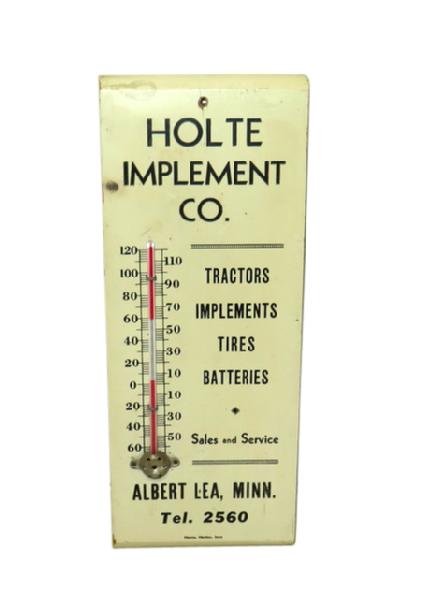 HOLTE
IMPLEMENT
CO.
120
110
100
90
80
70
60
50
40
30
20
10
0
10
20
30
40
50
60
TRACTORS
IMPLEMENTS
TIRES
BATTERIES
Sales and Service
ALBERT LEA, MINN.
Tel. 2560